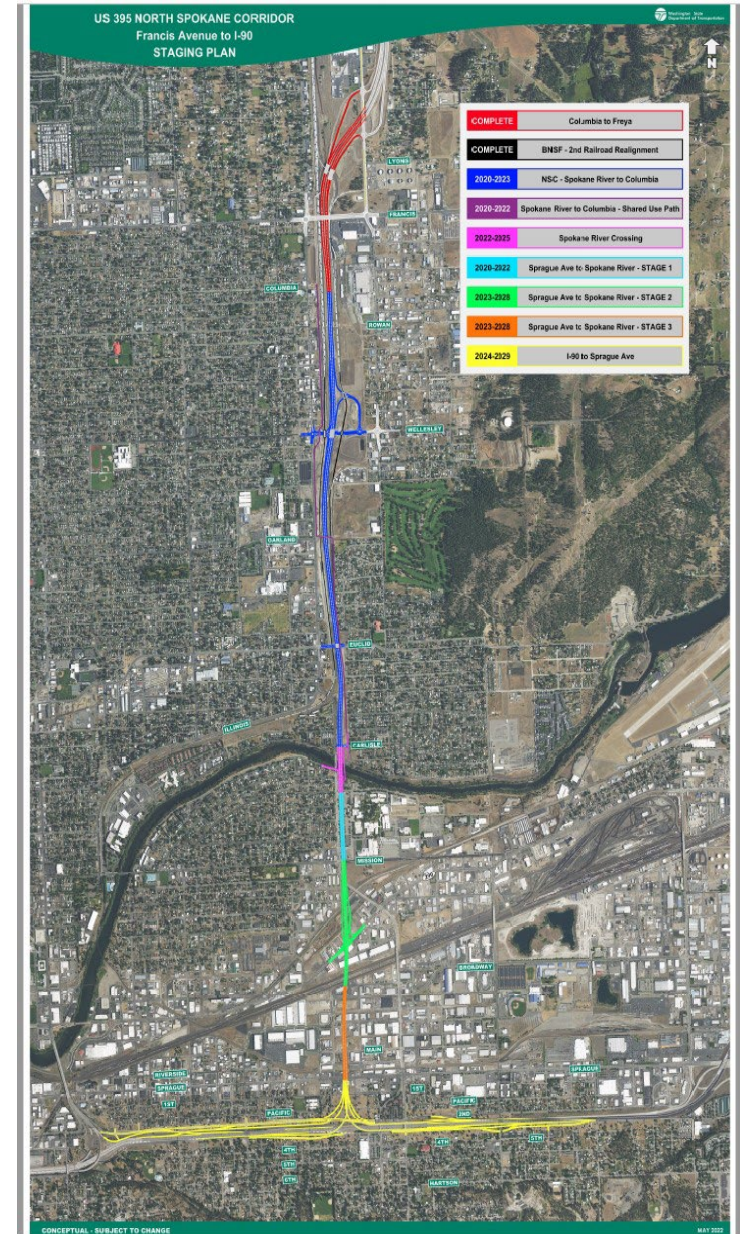 US 395 NORTH SPOKANE CORRIDOR
Francis Avenue to I-90
STAGING PLAN
Washington State
Department of Transportation
N
COMPLETE Columbia to Freya
COMPLETE BNSF - 2nd Railroad Realignment
2020-2023 NSC - Spokane River to Columbia
2020-2022 Spokane River to Columbia - Shared Use Path
2022-2025 Spokane River Crossing
2020-2022 Sprague Ave to Spokane River - STAGE 1
2023-2028 Sprague Ave to Spokane River - STAGE 2
2023-2028 Sprague Ave to Spokane River - STAGE 3
2024-2029 I-90 to Sprague Ave
LYONS
FRANCIS
COLUMBIA
ROWAN
WELLESLEY
GARLAND
EUCLID
ILLINOIS
CARLISLE
MISSION
BROADWAY
MAIN
RIVERSIDE
SPRAGUE
SPRAGUE
1ST
1ST
PACIFIC
PACIFIC
2ND
4TH
4TH
5TH
5TH
6TH
HARTSON
CONCEPTUAL - SUBJECT TO CHANGE
MAY 2022